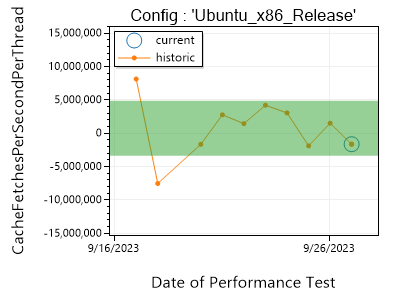 Config : 'Ubuntu_x86_Release'
CacheFetchesPerSecondPerThread
15,000,000
10,000,000
5,000,000
0
-5,000,000
-10,000,000
-15,000,000
current
historic
9/16/2023
9/26/2023
Date of Performance Test